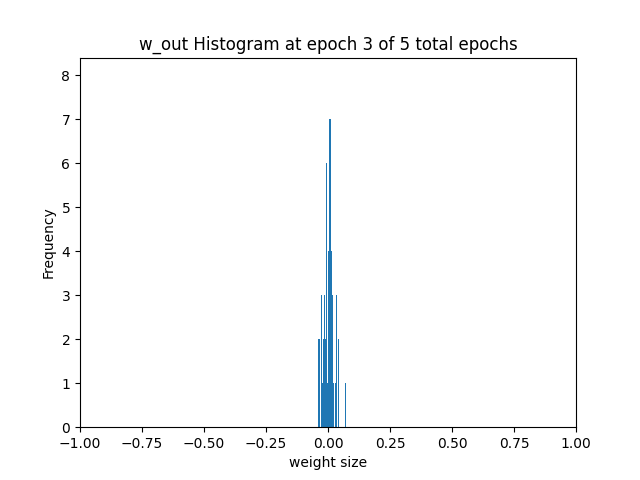 w_out Histogram at epoch 3 of 5 total epochs
8
7
6
5
4
3
2
1
0
Frequency
−1.00 −0.75 −0.50 −0.25 0.00 0.25 0.50 0.75 1.00
weight size